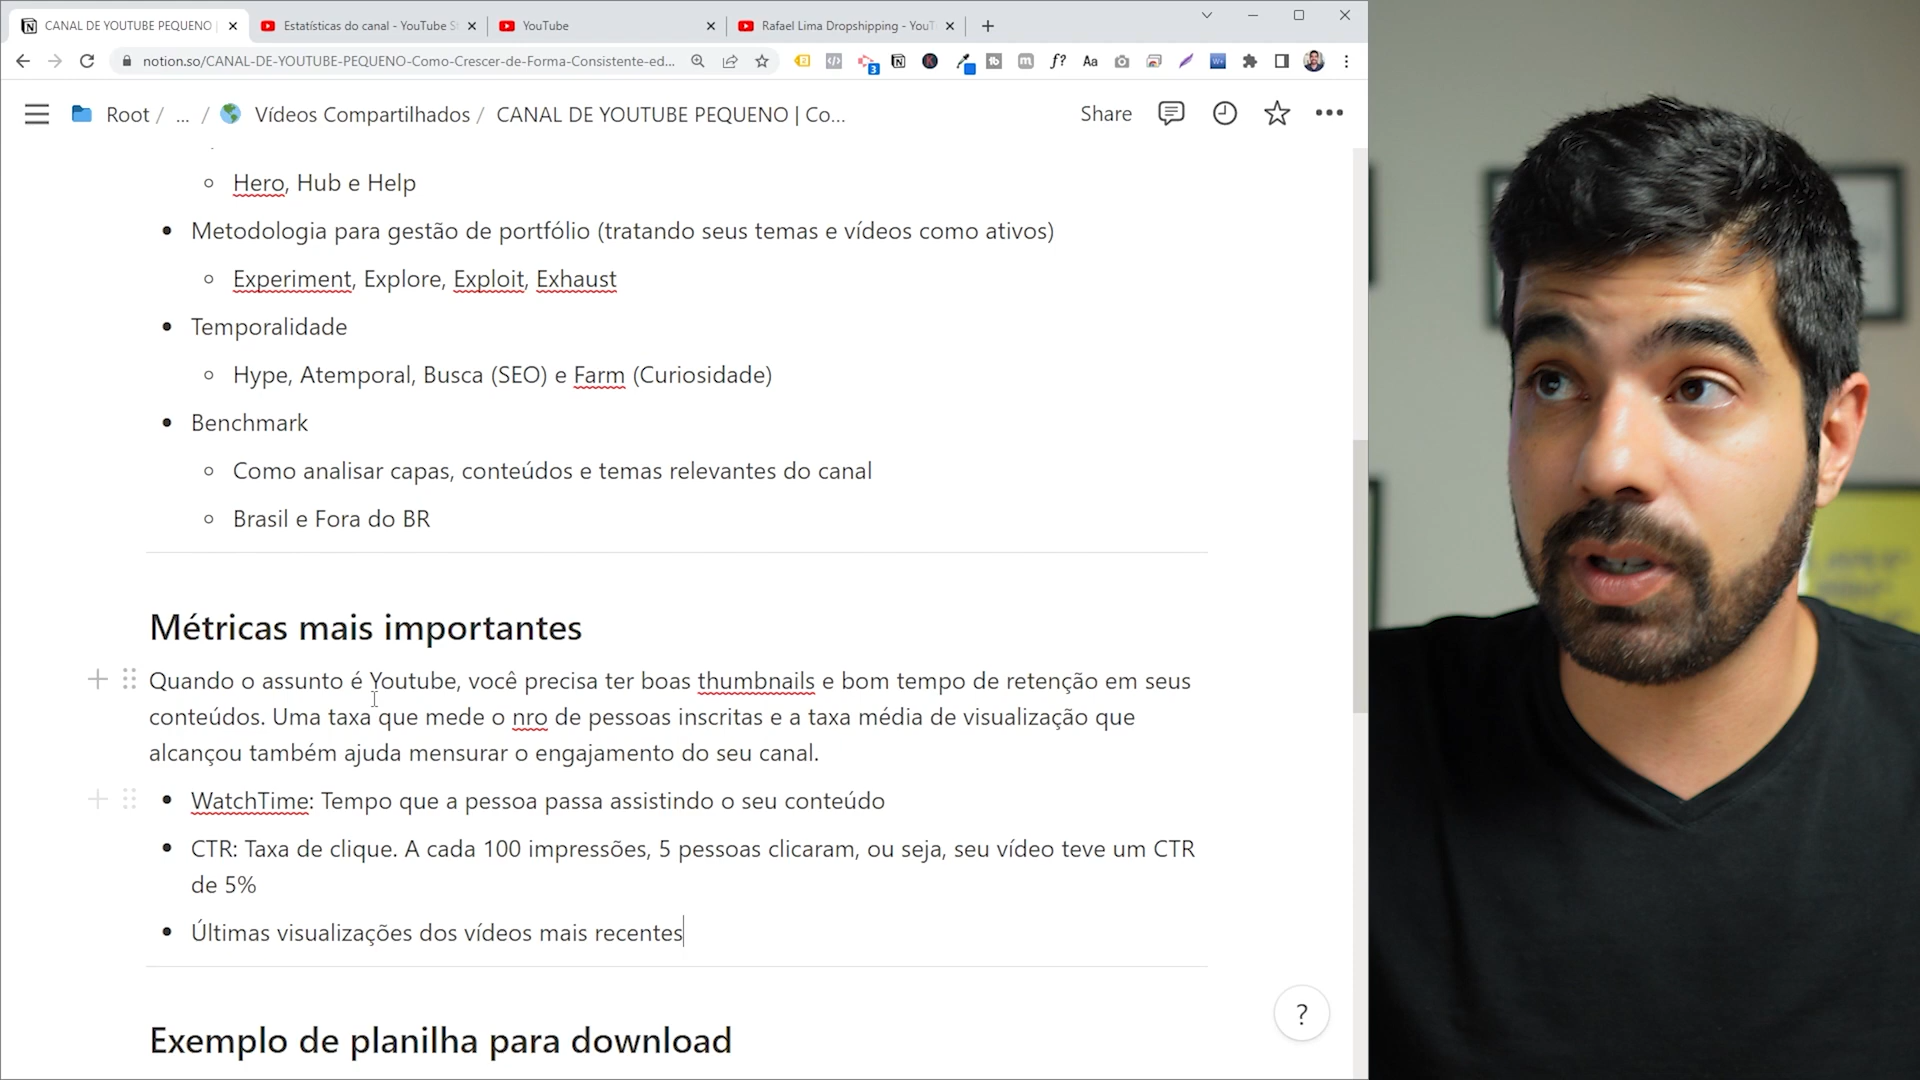 CANAL DE YOUTUBE PEQUENO |
Estatísticas do canal - YouTube S
YouTube
Rafael Lima Dropshipping - YouT
notion.so/CANAL-DE-YOUTUBE-PEQUENO-Como-Crescer-de-Forma-Consistente-ed...
Root / ... / Vídeos Compartilhados / CANAL DE YOUTUBE PEQUENO | Co...
Share
Hero, Hub e Help
Metodologia para gestão de portfólio (tratando seus temas e vídeos como ativos)
Experiment, Explore, Exploit, Exhaust
Temporalidade
Hype, Atemporal, Busca (SEO) e Farm (Curiosidade)
Benchmark
Como analisar capas, conteúdos e temas relevantes do canal
Brasil e Fora do BR
Métricas mais importantes
Quando o assunto é Youtube, você precisa ter boas thumbnails e bom tempo de retenção em seus
conteúdos. Uma taxa que mede o nro de pessoas inscritas e a taxa média de visualização que
alcançou também ajuda mensurar o engajamento do seu canal.
WatchTime: Tempo que a pessoa passa assistindo o seu conteúdo
CTR: Taxa de clique. A cada 100 impressões, 5 pessoas clicaram, ou seja, seu vídeo teve um CTR
de 5%
Últimas visualizações dos vídeos mais recentes
?
Exemplo de planilha para download